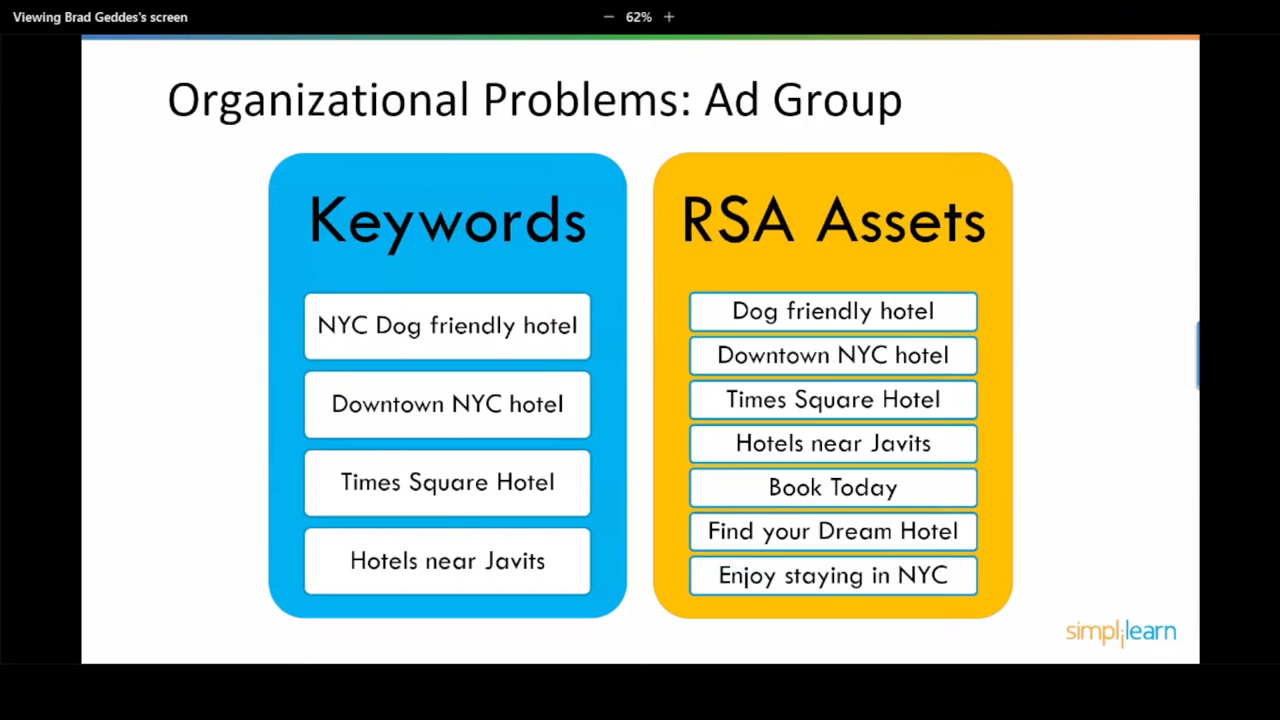 Viewing Brad Geddes's screen
− 62% +
Organizational Problems: Ad Group
Keywords
NYC Dog friendly hotel
Downtown NYC hotel
Times Square Hotel
Hotels near Javits
RSA Assets
Dog friendly hotel
Downtown NYC hotel
Times Square Hotel
Hotels near Javits
Book Today
Find your Dream Hotel
Enjoy staying in NYC
simplilearn